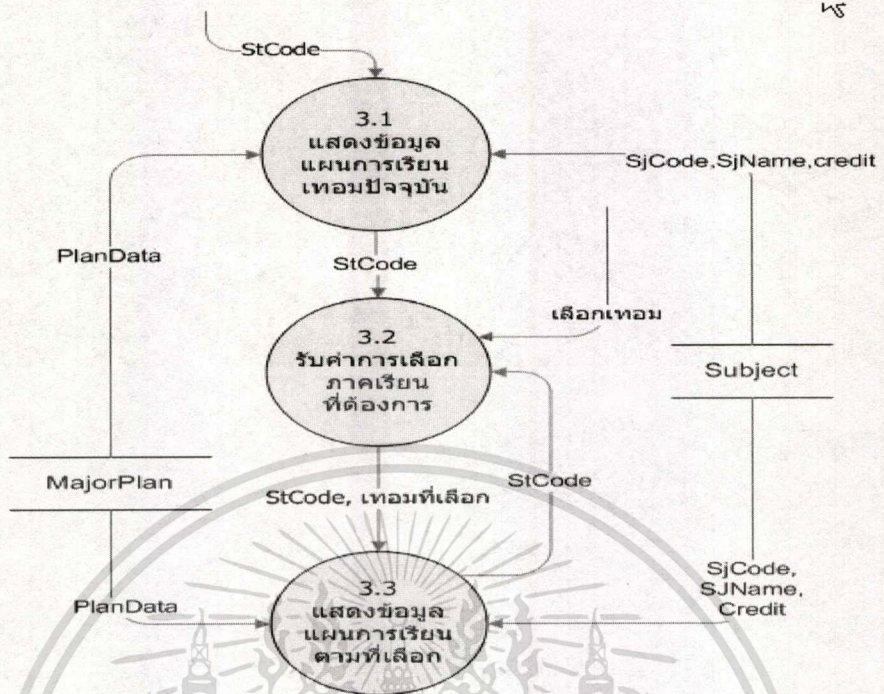 StCode
3.1
แสดงข้อมูล
แผนการเรียน
เทอมปัจจุบัน
SjCode,SjName,credit
PlanData
StCode
เลือกเทอม
3.2
รับค่าการเลือก
ภาคเรียน
ที่ต้องการ
Subject
MajorPlan
StCode, เทอมที่เลือก
StCode
3.3
แสดงข้อมูล
แผนการเรียน
ตามที่เลือก
PlanData
SjCode,
SJName,
Credit